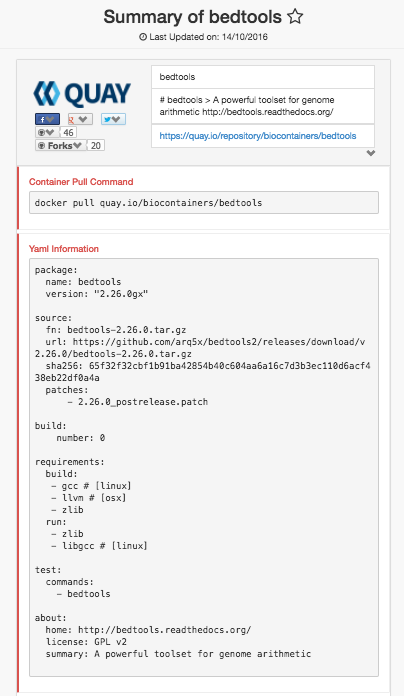 Summary of bedtools
Last Updated on: 14/10/2016
QUAY
bedtools
# bedtools > A powerful toolset for genome
arithmetic http://bedtools.readthedocs.org/
https://quay.io/repository/biocontainers/bedtools
46
Forks 20
Container Pull Command
docker pull quay.io/biocontainers/bedtools
Yaml Information
package:
name: bedtools
version: "2.26.0gx"
source:
fn: bedtools-2.26.0.tar.gz
url: https://github.com/arq5x/bedtools2/releases/download/v
2.26.0/bedtools-2.26.0.tar.gz
sha256: 65f32f32cbf1b91ba42854b40c604aa6a16c7d3b3ec110d6acf4
38eb22df0a4a
patches:
- 2.26.0_postrelease.patch
build:
number: 0
requirements:
build:
- gcc # [linux]
- llvm # [osx]
- zlib
run:
- zlib
- libgcc # [linux]
test:
commands:
- bedtools
about:
home: http://bedtools.readthedocs.org/
license: GPL v2
summary: A powerful toolset for genome arithmetic